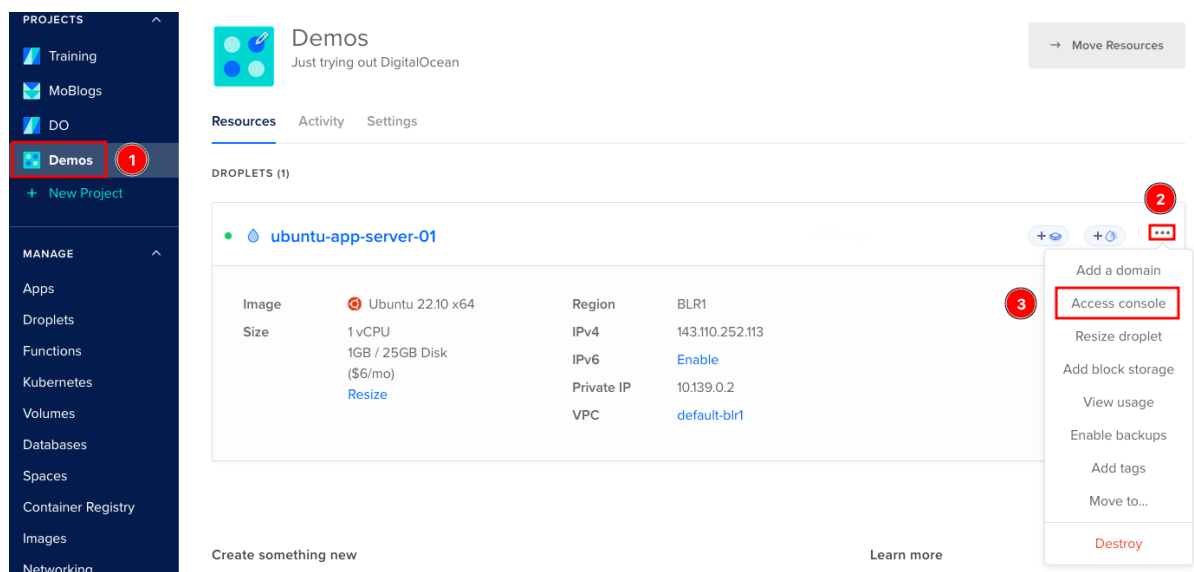 PROJECTS
Training
MoBlogs
DO
Demos
1
+ New Project
MANAGE
Apps
Droplets
Functions
Kubernetes
Volumes
Databases
Spaces
Container Registry
Images
Networking
Demos
Just trying out DigitalOcean
→ Move Resources
Resources Activity Settings
DROPLETS (1)
2
ubuntu-app-server-01
+ + •••
Image Ubuntu 22.10 x64
Size 1 vCPU
1GB / 25GB Disk
($6/mo)
Resize
Region BLR1
IPv4 143.110.252.113
IPv6 Enable
Private IP 10.139.0.2
VPC default-blr1
Add a domain
3 Access console
Resize droplet
Add block storage
View usage
Enable backups
Add tags
Move to...
Destroy
Create something new
Learn more